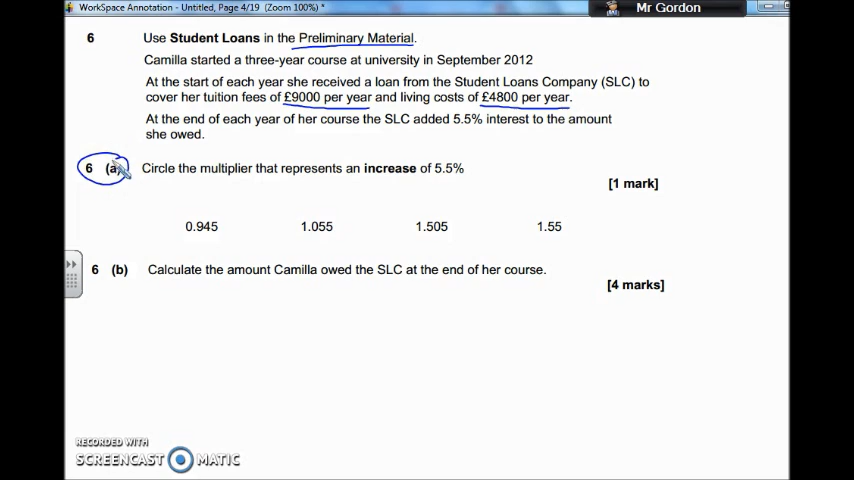 WorkSpace Annotation - Untitled, Page 4/19 (Zoom 100%) *
Mr Gordon
6 Use Student Loans in the Preliminary Material.
Camilla started a three-year course at university in September 2012
At the start of each year she received a loan from the Student Loans Company (SLC) to
cover her tuition fees of £9000 per year and living costs of £4800 per year.
At the end of each year of her course the SLC added 5.5% interest to the amount
she owed.
6 (a) Circle the multiplier that represents an increase of 5.5%
[1 mark]
0.945 1.055 1.505 1.55
6 (b) Calculate the amount Camilla owed the SLC at the end of her course.
[4 marks]
RECORDED WITH
SCREENCAST MATIC